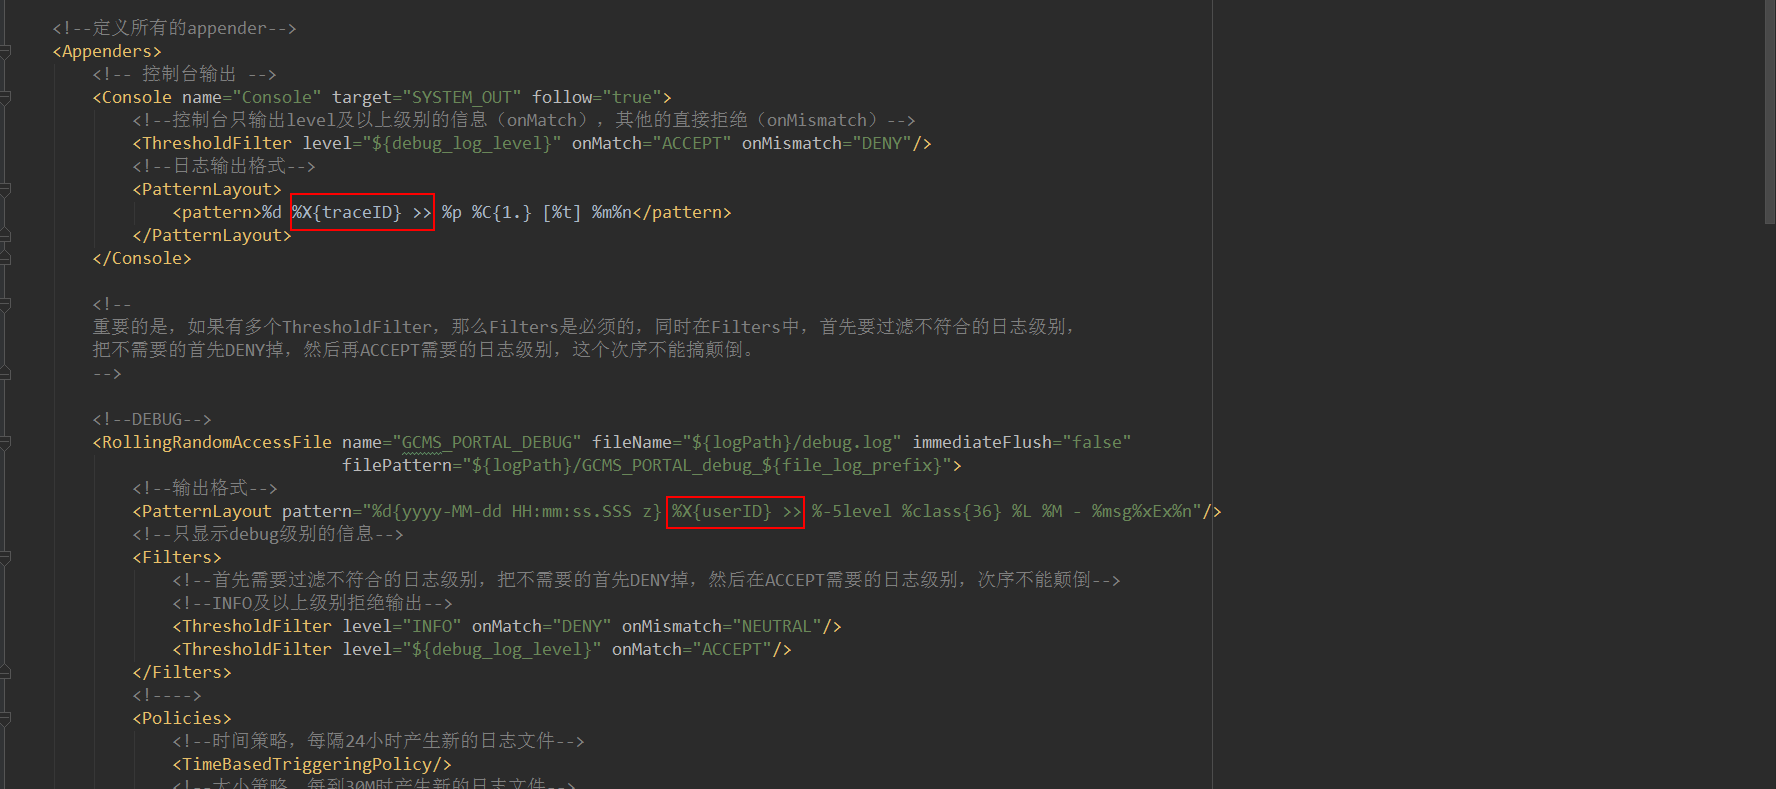 <!--定义所有的appender-->
<Appenders>
<!-- 控制台输出 -->
<Console name="Console" target="SYSTEM_OUT" follow="true">
<!--控制台只输出level及以上级别的信息（onMatch），其他的直接拒绝（onMismatch）-->
<ThresholdFilter level="${debug_log_level}" onMatch="ACCEPT" onMismatch="DENY"/>
<!--日志输出格式-->
<PatternLayout>
<pattern>%d %X{traceID} >> %p %C{1.} [%t] %m%n</pattern>
</PatternLayout>
</Console>
<!--
重要的是，如果有多个ThresholdFilter，那么Filters是必须的，同时在Filters中，首先要过滤不符合的日志级别，
把不需要的首先DENY掉，然后再ACCEPT需要的日志级别，这个次序不能搞颠倒。
-->
<!--DEBUG-->
<RollingRandomAccessFile name="GCMS_PORTAL_DEBUG" fileName="${logPath}/debug.log" immediateFlush="false"
filePattern="${logPath}/GCMS_PORTAL_debug_${file_log_prefix}">
<!--输出格式-->
<PatternLayout pattern="%d{yyyy-MM-dd HH:mm:ss.SSS z} %X{userID} >> %-5level %class{36} %L %M - %msg%xEx%n"/>
<!--只显示debug级别的信息-->
<Filters>
<!--首先需要过滤不符合的日志级别，把不需要的首先DENY掉，然后在ACCEPT需要的日志级别，次序不能颠倒-->
<!--INFO及以上级别拒绝输出-->
<ThresholdFilter level="INFO" onMatch="DENY" onMismatch="NEUTRAL"/>
<ThresholdFilter level="${debug_log_level}" onMatch="ACCEPT"/>
</Filters>
<!---->
<Policies>
<!--时间策略，每隔24小时产生新的日志文件-->
<TimeBasedTriggeringPolicy/>
<!--大小策略，每到30M时产生新的日志文件-->